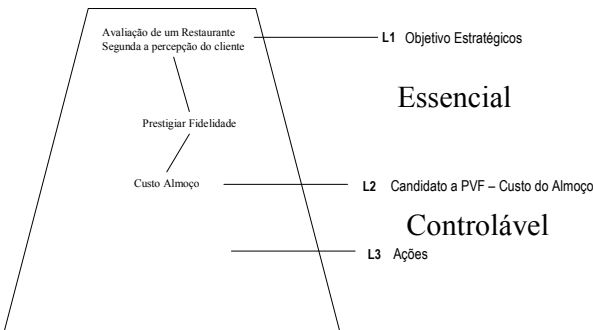 Avaliação de um Restaurante
Segunda a percepção do cliente
L1 Objetivo Estratégicos
Essencial
Prestigiar Fidelidade
Custo Almoço
L2 Candidato a PVF – Custo do Almoço
Controlável
L3 Ações